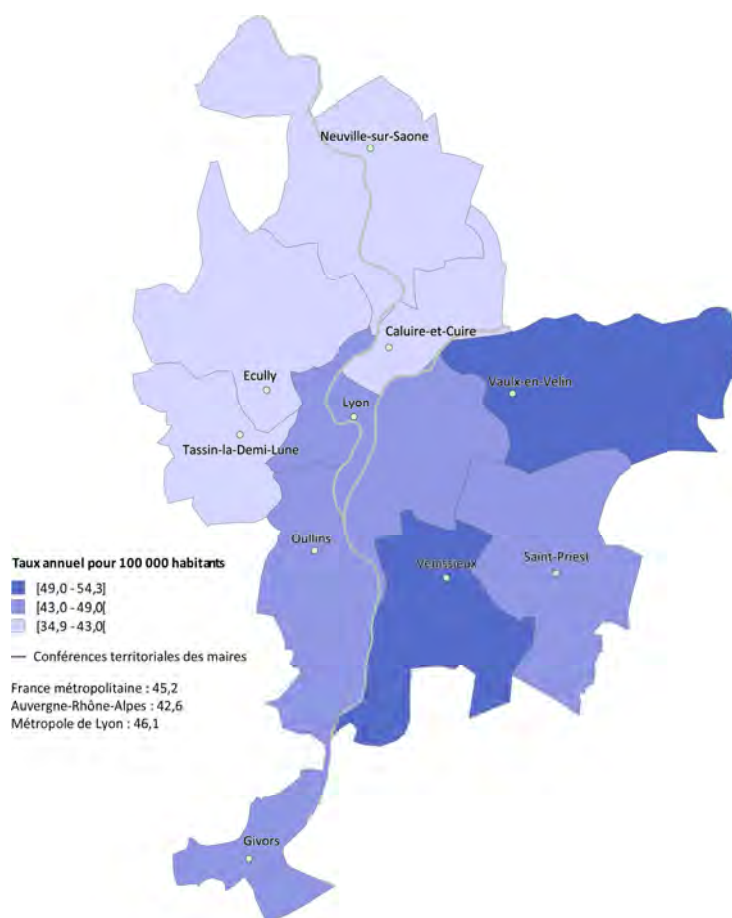 Neuville-sur-Saone
Caluire-et-Cuire
Ecully
Vaulx-en-Velin
Lyon
Tassin-la-Demi-Lune
Oullins
Vénissieux
Saint-Priest
Taux annuel pour 100 000 habitants
[49,0 - 54,3]
[43,0 - 49,0[
[34,9 - 43,0[
Conférences territoriales des maires
France métropolitaine : 45,2
Auvergne-Rhône-Alpes : 42,6
Métropole de Lyon : 46,1
Givors